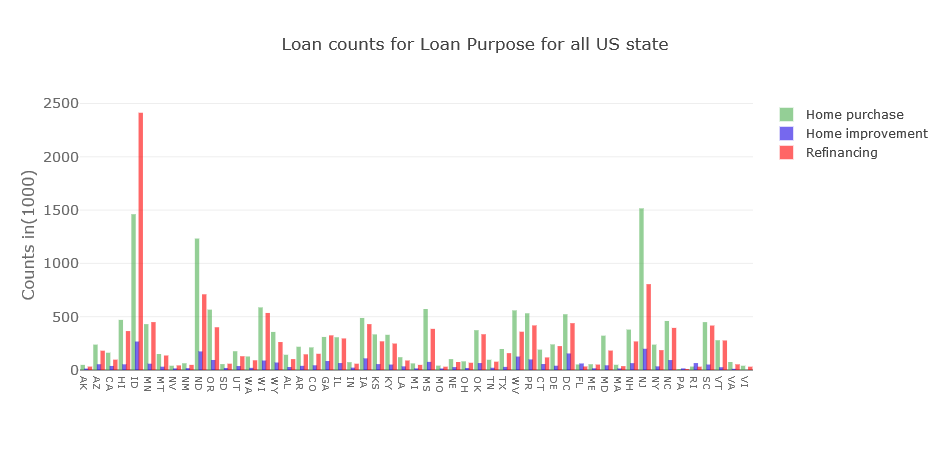 Loan counts for Loan Purpose for all US state
2500
2000
1500
1000
500
0
Counts in(1000)
Home purchase
Home improvement
Refinancing
AK
AZ
CA
HI
ID
MN
MT
NV
NM
ND
OR
SD
UT
WA
WI
WY
AL
AR
CO
GA
IL
IN
IA
KS
KY
LA
MI
MS
MO
NE
OH
OK
TN
TX
WV
PR
CT
DE
DC
FL
ME
MD
MA
NH
NJ
NY
NC
PA
RI
SC
VT
VA
VI